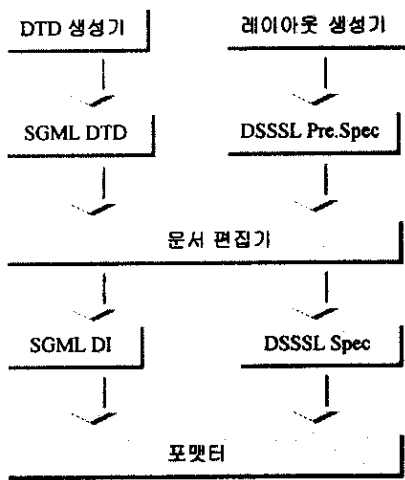 DTD 생성기
레이아웃 생성기
SGML DTD
DSSSL Pre.Spec
문서 편집기
SGML DI
DSSSL Spec
포맷터